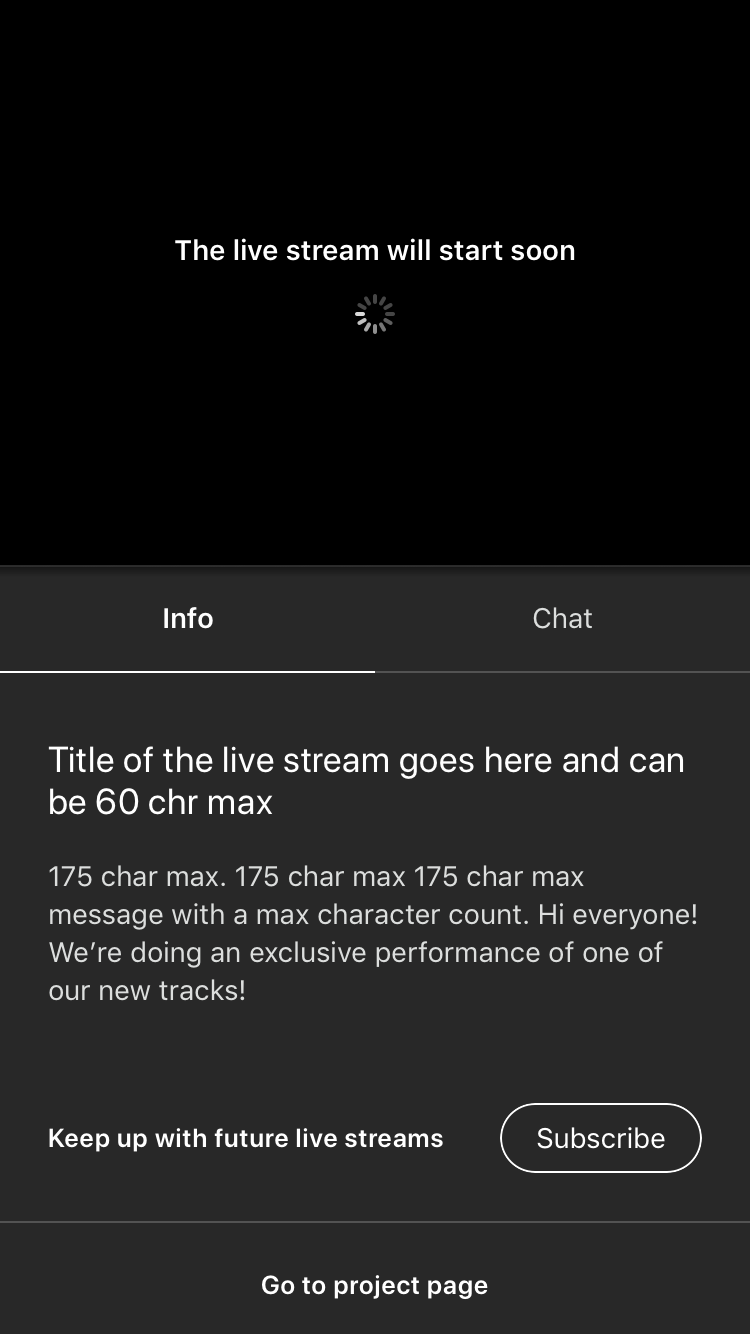 The live stream will start soon
Info
Chat
Title of the live stream goes here and can
be 60 chr max
175 char max. 175 char max 175 char max
message with a max character count. Hi everyone!
We’re doing an exclusive performance of one of
our new tracks!
Keep up with future live streams
Subscribe
Go to project page